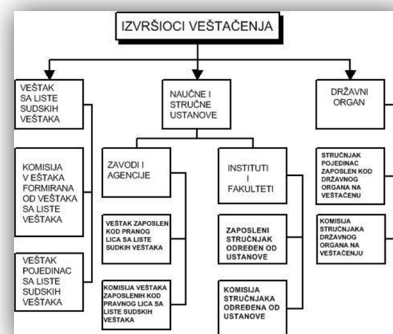 IZVRŠIOCI VEŠTAČENJA
VEŠTAK
SA LISTE
SUDSKIH
VEŠTAKA
NAUČNE I
STRUČNE
USTANOVE
DRŽAVNI
ORGAN
KOMISIJA
V EŠTAKA
FORMIRANA
OD VEŠTAKA
SA LISTE
VEŠTAKA
ZAVODI I
AGENCIJE
INSTITUTI
I
FAKULTETI
STRUČNJAK
POJEDINAC
ZAPOSLEN KOD
DRŽAVNOG
ORGANA NA
VEŠTAČENU
VEŠTAK ZAPOSLEN
KOD PRANOG
LICA SA LISTE
SUDKIH VEŠTAKA
ZAPOSLENI
STRUČNJAK
ODREĐEN OD
USTANOVE
KOMISIJA
STRUČNJAKA
DRŽAVNOG
ORGANA NA
VEŠTAČENJU
VEŠTAK
POJEDINAC
SA LISTE
SUDSKIH
VEŠTAKA
KOMISIJA VEŠTAKA
ZAPOSLENIH KOD
PRAVNOG LICA SA
LISTE SUDSKIH
VEŠTAKA
KOMISIJA
STRUČNJAKA
ODREĐENA OD
USTANOVE